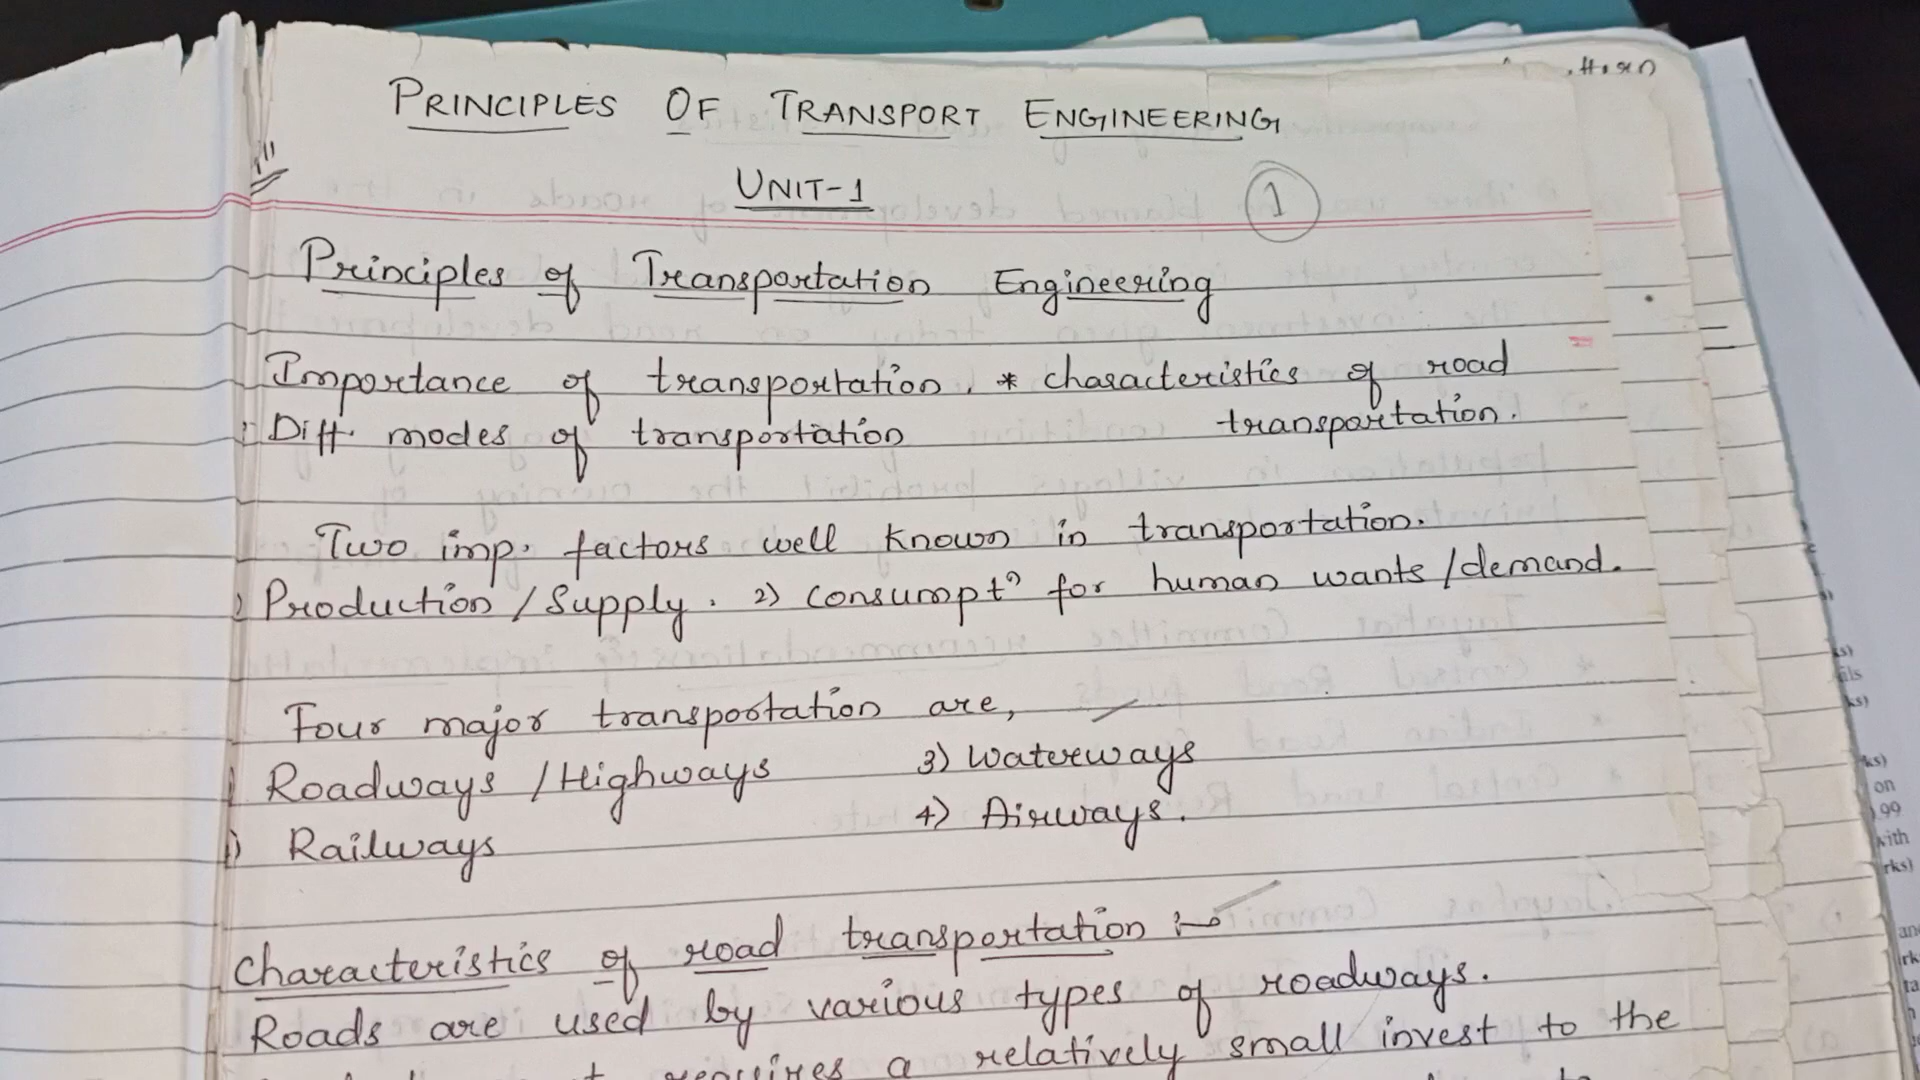 PRINCIPLES OF TRANSPORT ENGINEERING
UNIT-1
1
Principles of Transportation Engineering
Importance of transportation. * characteristics of road
Diff. modes of transportation transportation.
Two imp. factors well known in transportation.
Production / Supply. 2) Consumptⁿ for human wants / demand.
Four major transportation are,
Roadways / Highways 3) Waterways
Railways 4) Airways.
Characteristics of road transportation :-
Roads are used by various types of roadways.
requires a relatively small invest to the